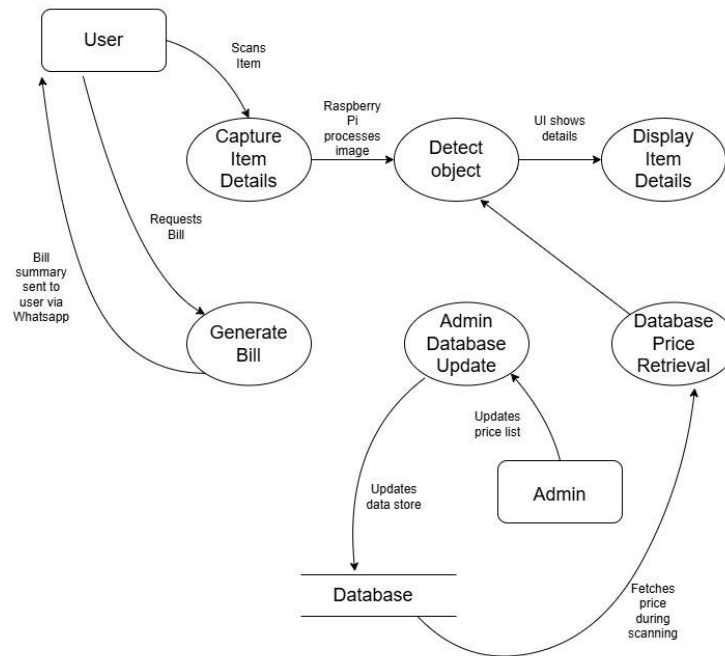 User
Scans
Item
Capture
Item
Details
Raspberry
Pi
processes
image
Detect
object
UI shows
details
Display
Item
Details
Requests
Bill
Bill
summary
sent to
user via
Whatsapp
Generate
Bill
Admin
Database
Update
Database
Price
Retrieval
Updates
price list
Admin
Updates
data store
Database
Fetches
price
during
scanning